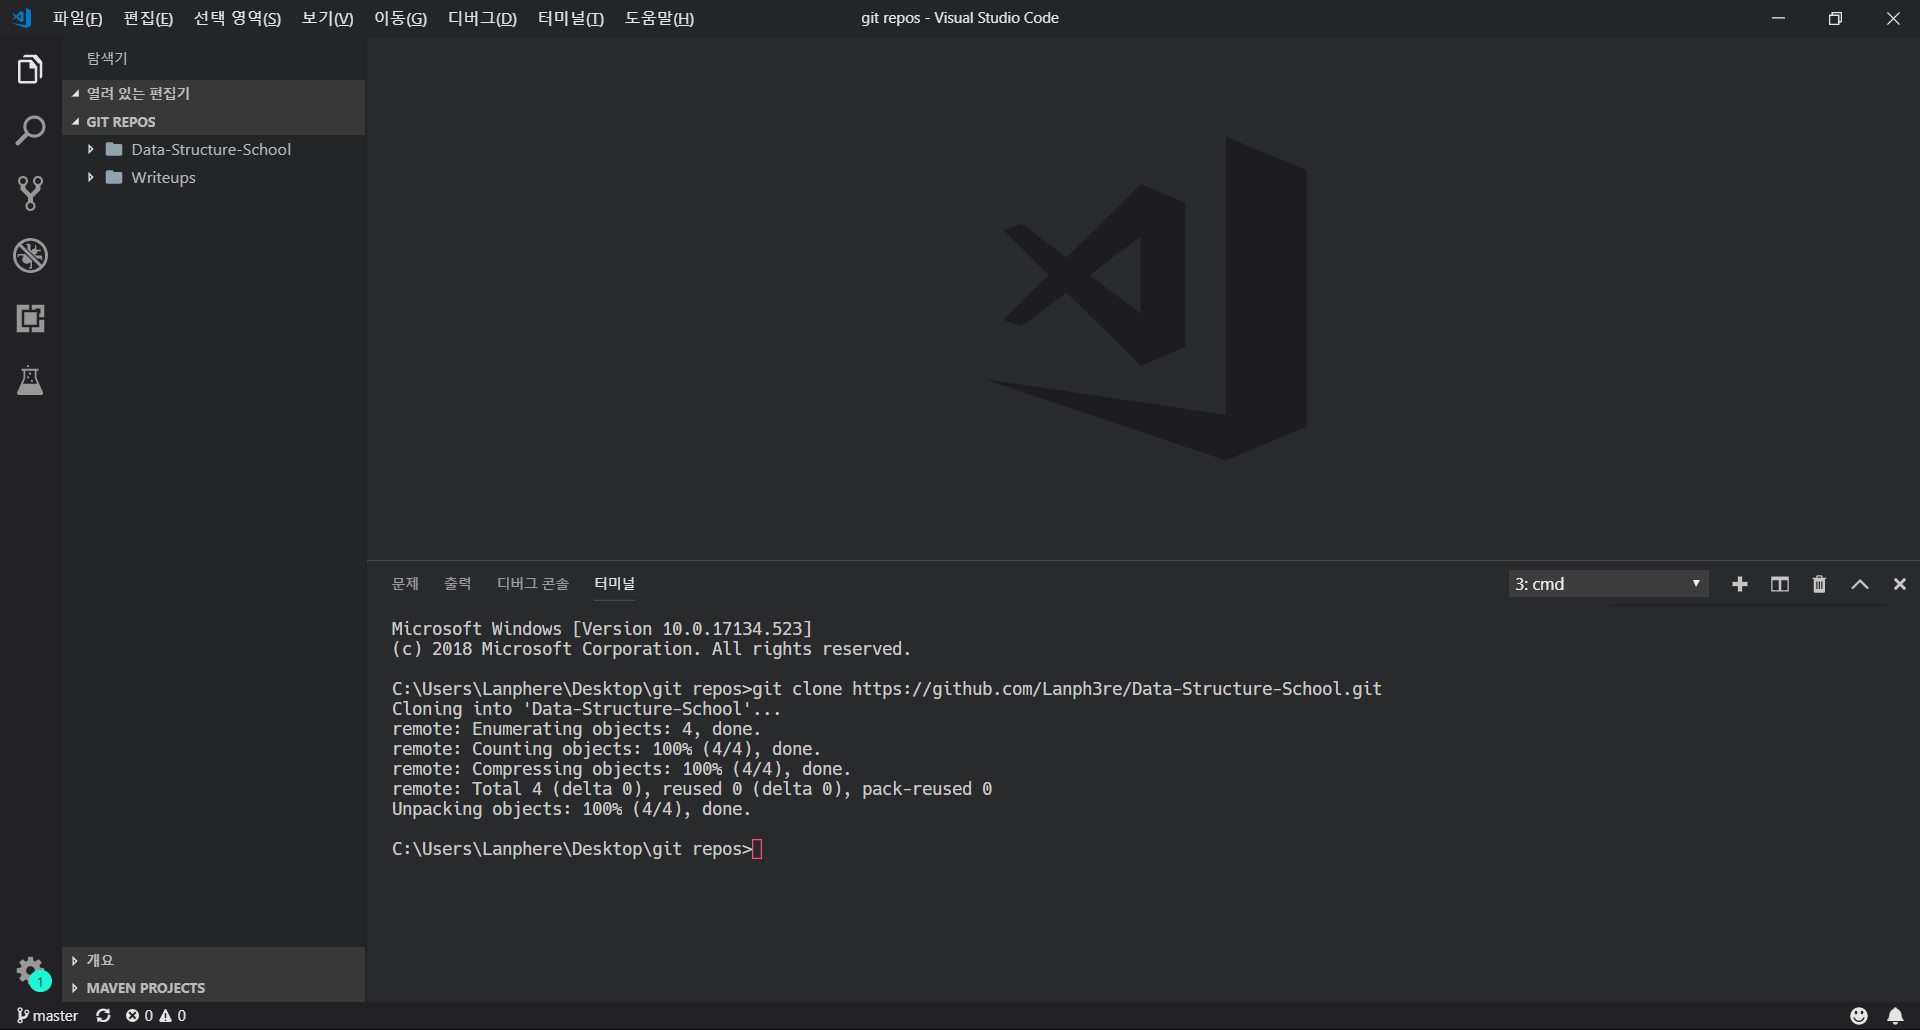 파일(F) 편집(E) 선택 영역(S) 보기(V) 이동(G) 디버그(D) 터미널(T) 도움말(H) git repos - Visual Studio Code
탐색기
열려 있는 편집기
GIT REPOS
Data-Structure-School
Writeups
문제 출력 디버그 콘솔 터미널 3: cmd
Microsoft Windows [Version 10.0.17134.523]
(c) 2018 Microsoft Corporation. All rights reserved.
C:\Users\Lanphere\Desktop\git repos>git clone https://github.com/Lanph3re/Data-Structure-School.git
Cloning into 'Data-Structure-School'...
remote: Enumerating objects: 4, done.
remote: Counting objects: 100% (4/4), done.
remote: Compressing objects: 100% (4/4), done.
remote: Total 4 (delta 0), reused 0 (delta 0), pack-reused 0
Unpacking objects: 100% (4/4), done.
C:\Users\Lanphere\Desktop\git repos>
개요
1
MAVEN PROJECTS
master 0 0